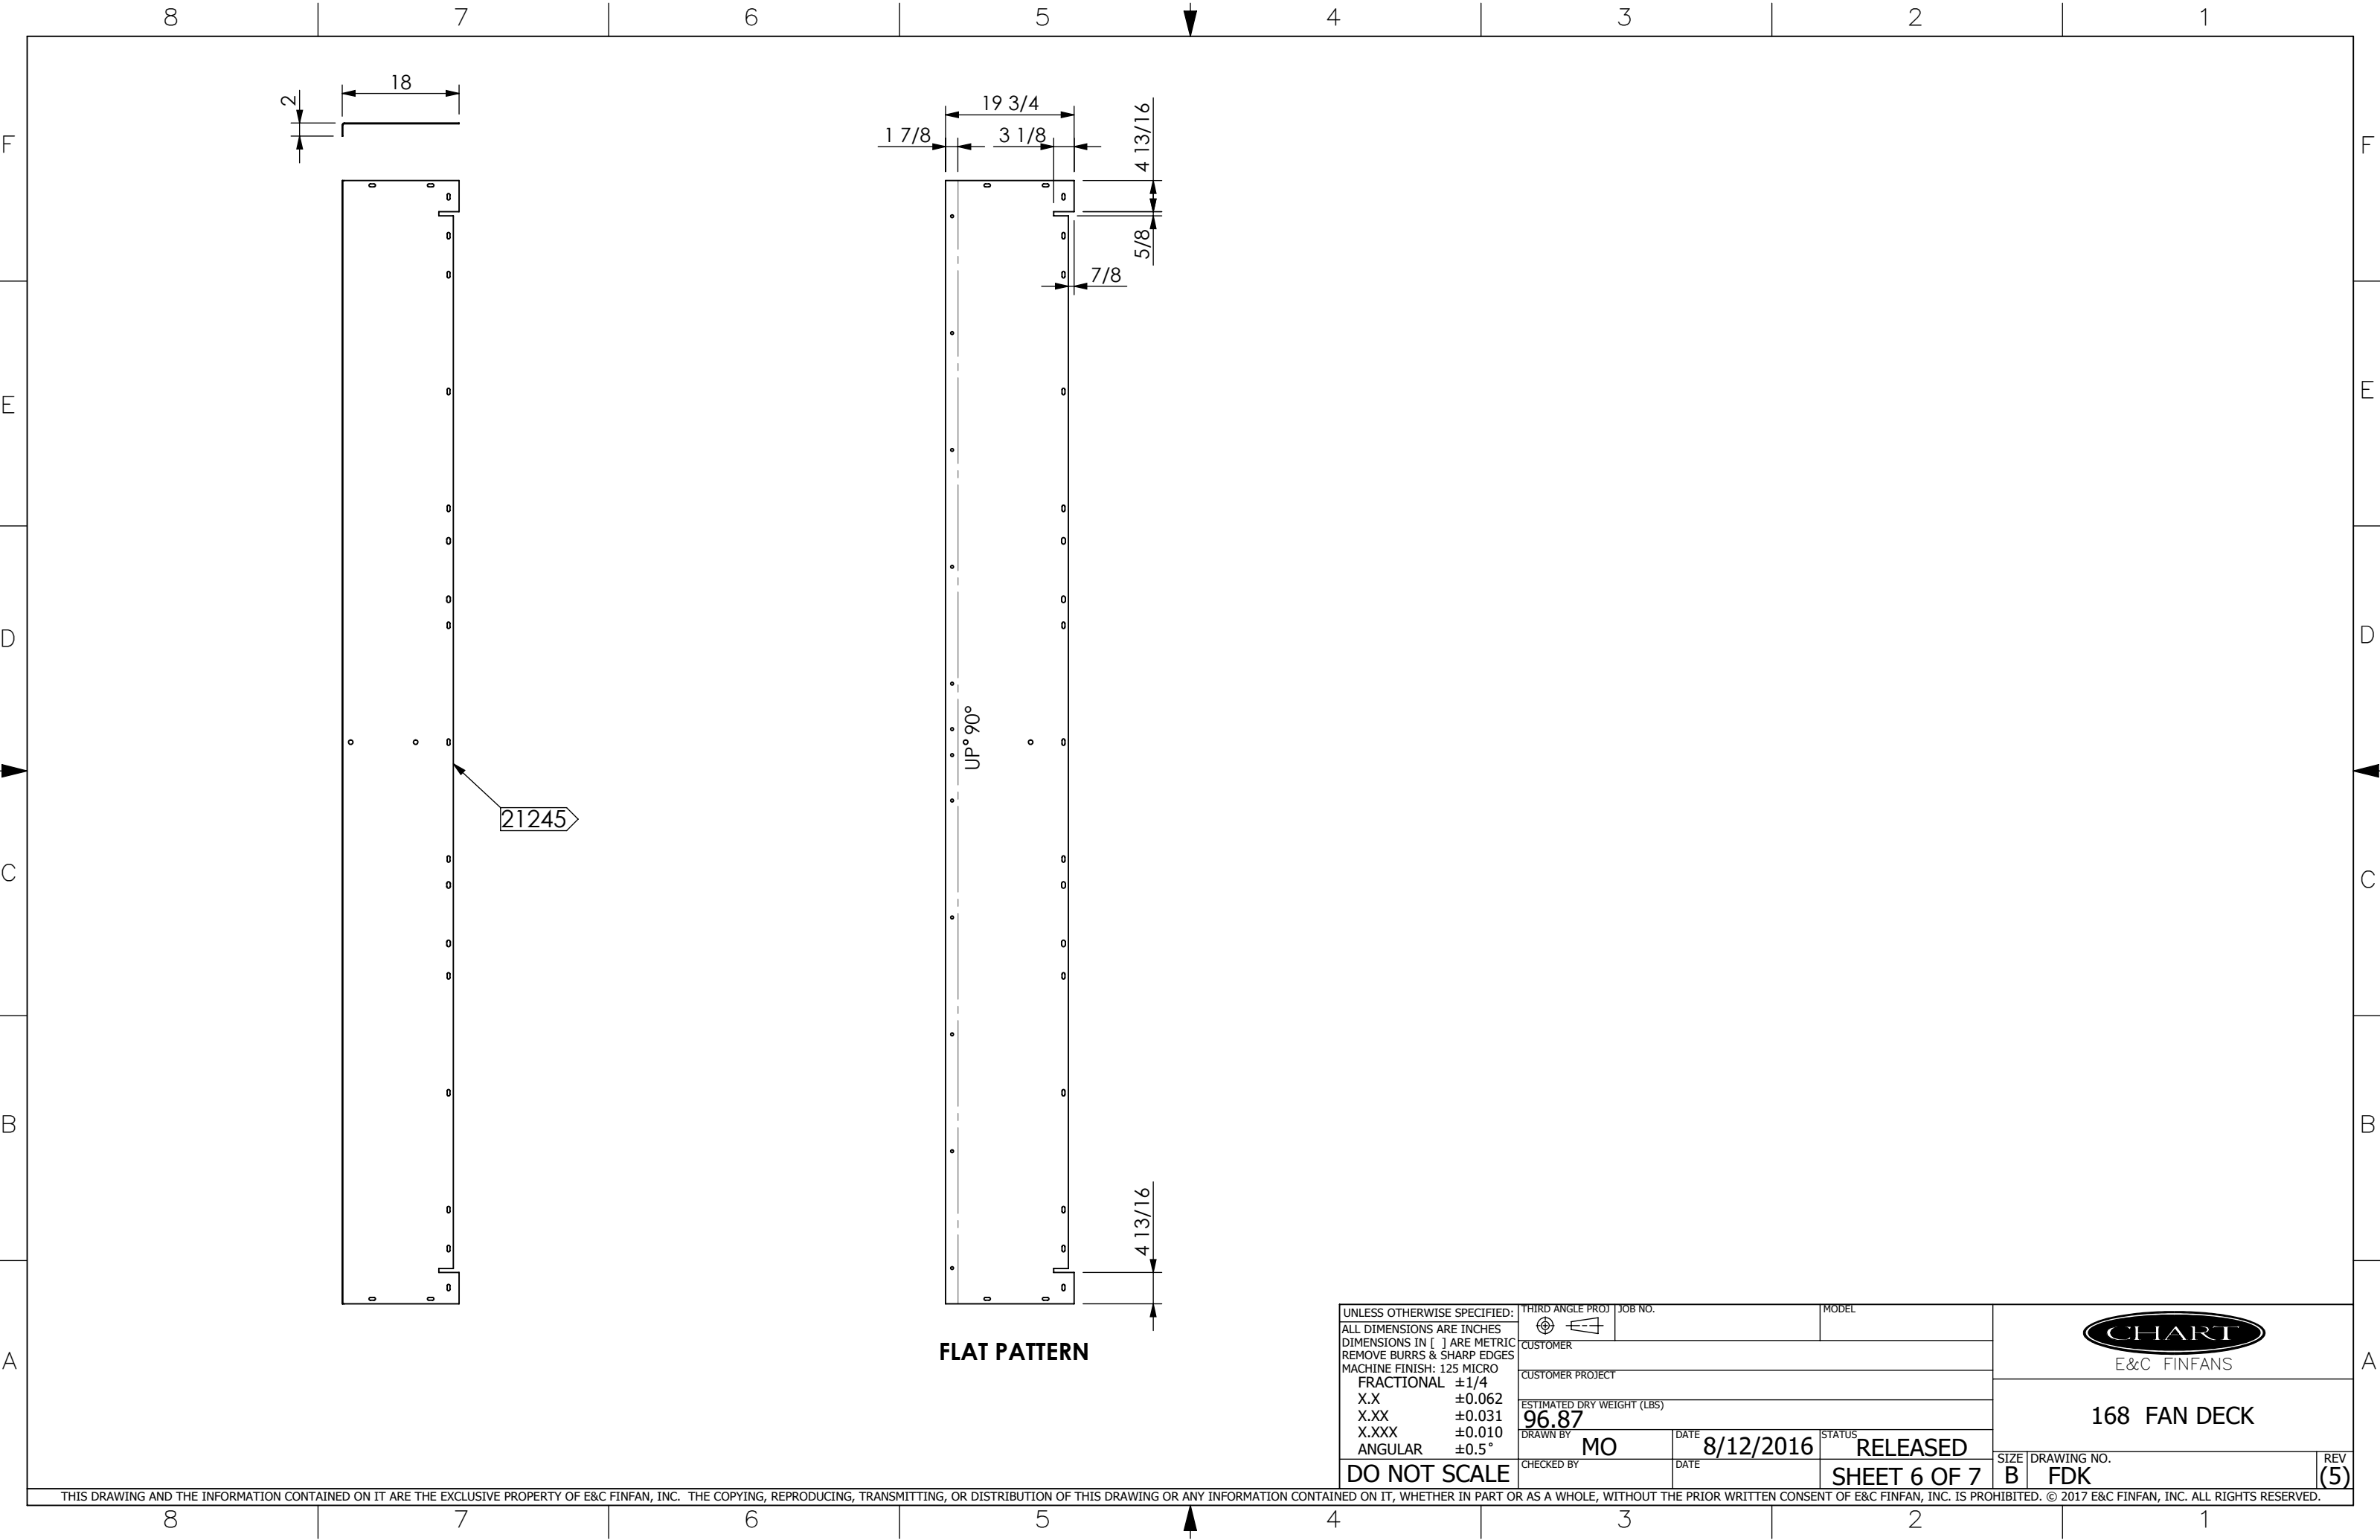 8 7 6 5 4 3 2 1
F
F
E
E
D
D
C
C
B
B
A
A
2
18
19 3/4
1 7/8
3 1/8
4 13/16
5/8
7/8
UP 90°
21245
4 13/16
FLAT PATTERN
UNLESS OTHERWISE SPECIFIED:
ALL DIMENSIONS ARE INCHES
DIMENSIONS IN [ ] ARE METRIC
REMOVE BURRS & SHARP EDGES
MACHINE FINISH: 125 MICRO
FRACTIONAL ±1/4
X.X ±0.062
X.XX ±0.031
X.XXX ±0.010
ANGULAR ±0.5°
DO NOT SCALE
THIRD ANGLE PROJ
JOB NO.
MODEL
CUSTOMER
CUSTOMER PROJECT
ESTIMATED DRY WEIGHT (LBS)
96.87
DRAWN BY
MO
DATE
8/12/2016
STATUS
RELEASED
CHECKED BY
DATE
SHEET 6 OF 7
CHART
E&C FINFANS
168 FAN DECK
SIZE
B
DRAWING NO.
FDK
REV
(5)
THIS DRAWING AND THE INFORMATION CONTAINED ON IT ARE THE EXCLUSIVE PROPERTY OF E&C FINFAN, INC. THE COPYING, REPRODUCING, TRANSMITTING, OR DISTRIBUTION OF THIS DRAWING OR ANY INFORMATION CONTAINED ON IT, WHETHER IN PART OR AS A WHOLE, WITHOUT THE PRIOR WRITTEN CONSENT OF E&C FINFAN, INC. IS PROHIBITED. © 2017 E&C FINFAN, INC. ALL RIGHTS RESERVED.
8 7 6 5 4 3 2 1